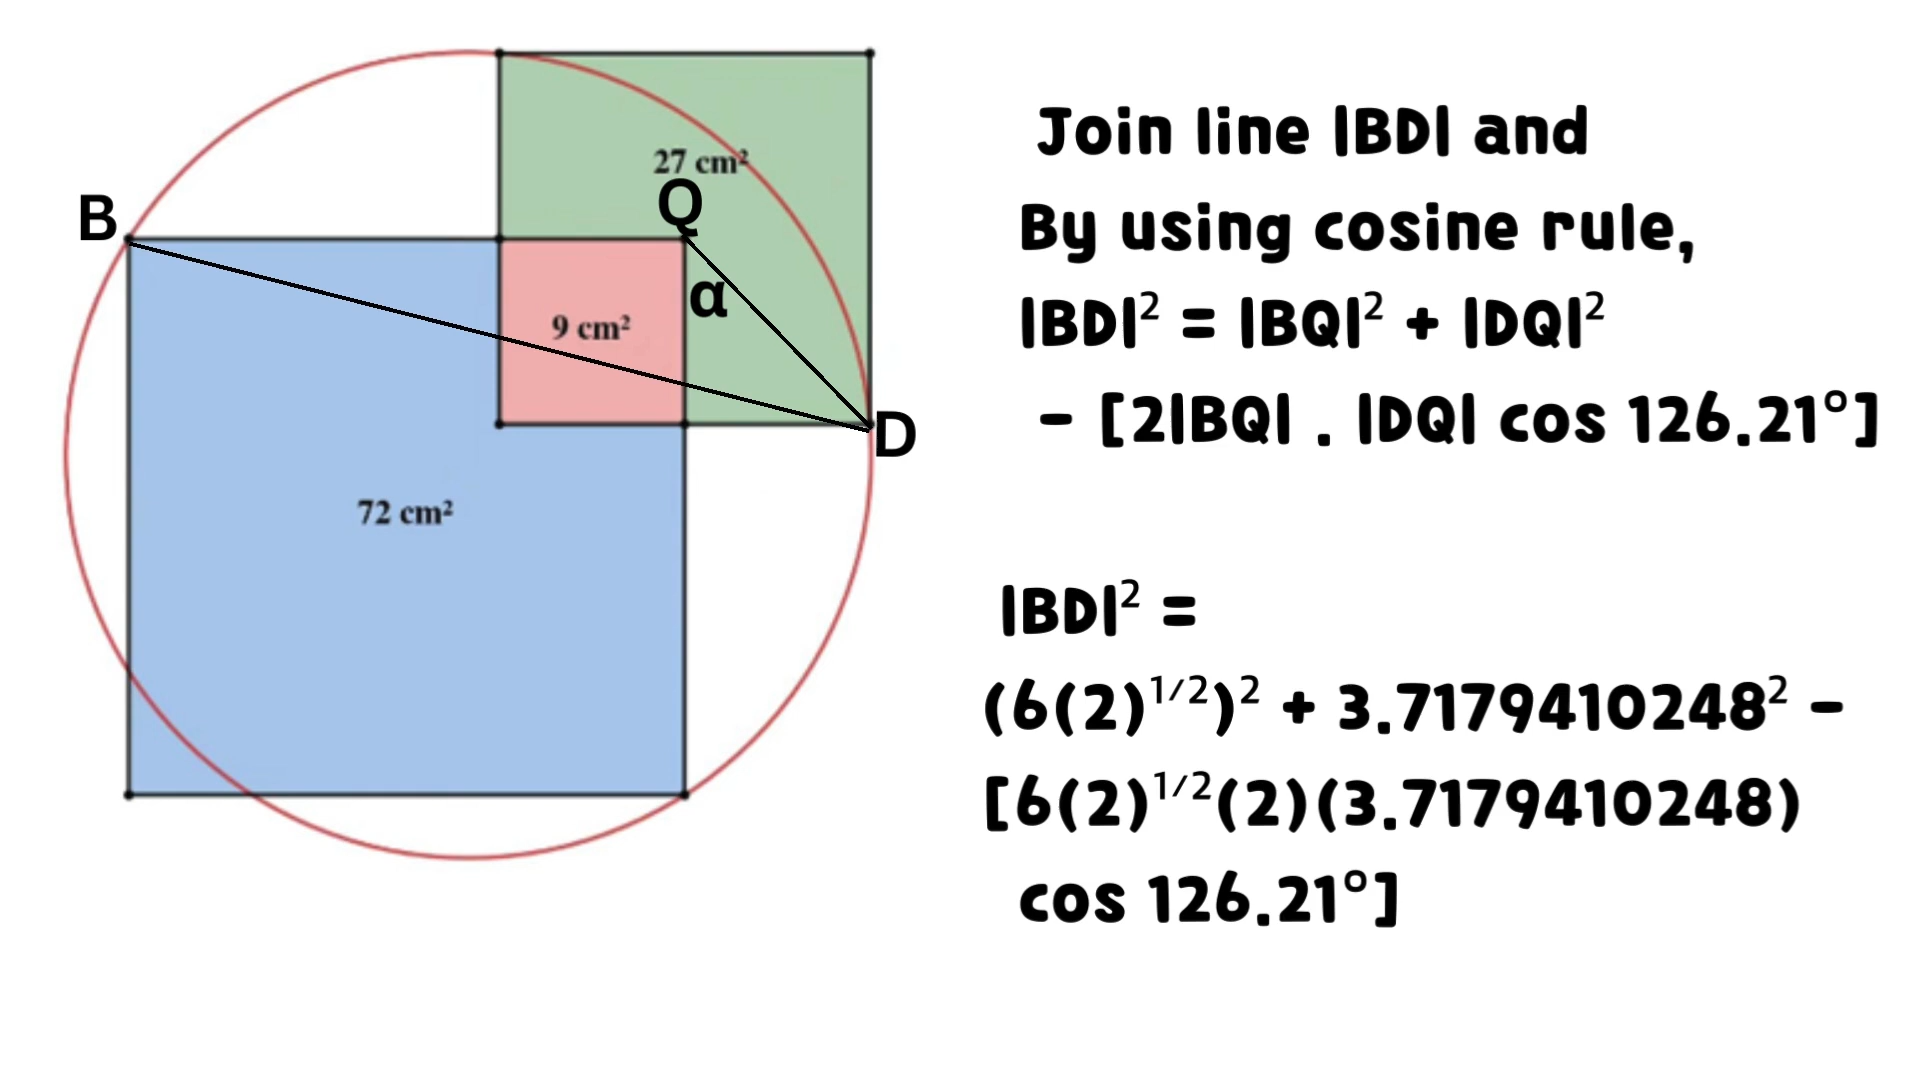 27 cm²
Q
B
α
9 cm²
D
72 cm²
Join line |BD| and
By using cosine rule,
|BD|² = |BQ|² + |DQ|²
- [2|BQ| . |DQ| cos 126.21°]
|BD|² =
(6(2)^1/2)² + 3.7179410248² -
[6(2)^1/2(2)(3.7179410248)
cos 126.21°]